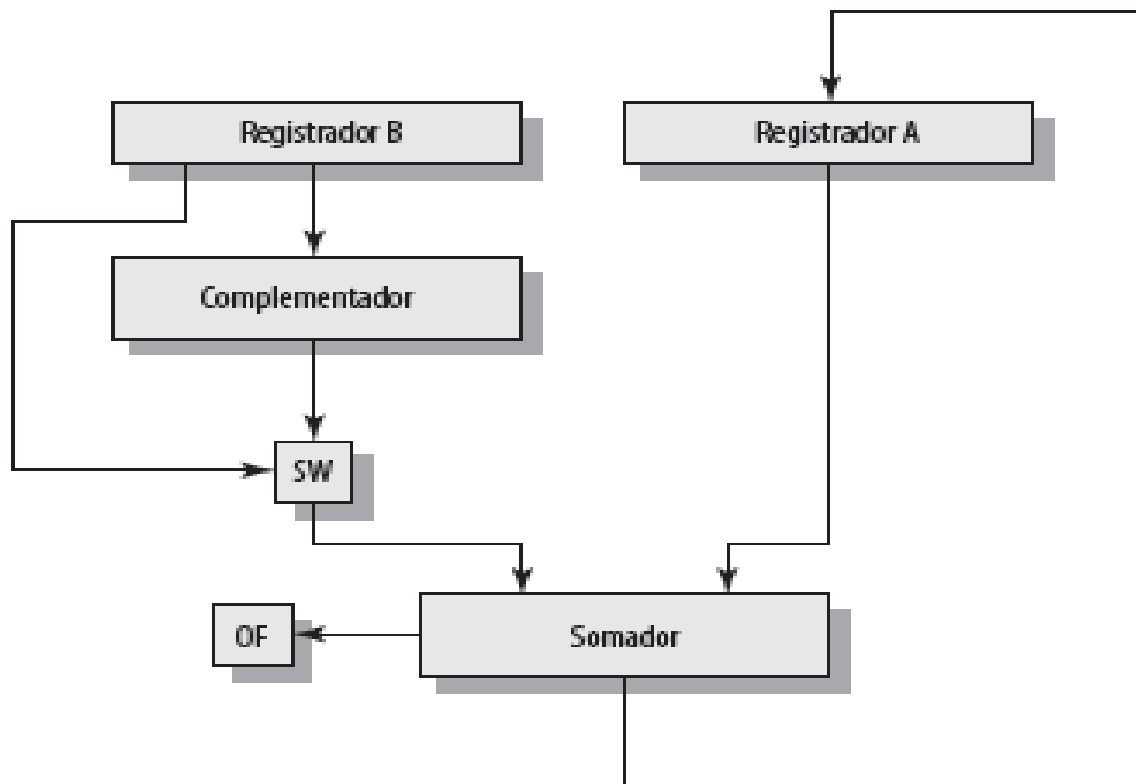 Registrador B
Registrador A
Complementador
SW
OF
Somador